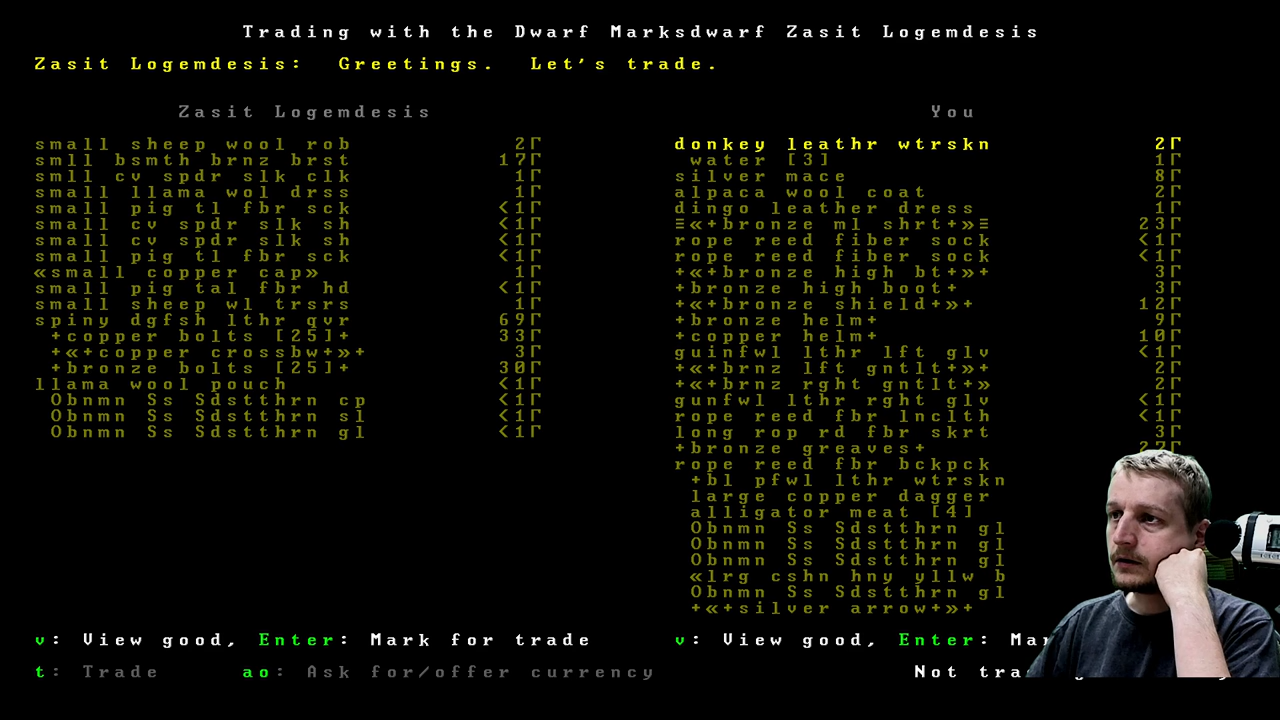 Trading with the Dwarf Marksdwarf Zasit Logemdesis
Zasit Logemdesis:  Greetings.  Let's trade.
Zasit Logemdesis
small sheep wool rob 2Γ
smll bsmth brnz brst 17Γ
smll cv spdr slk clk 1Γ
small llama wol drss 1Γ
small pig tl fbr sck <1Γ
small cv spdr slk sh <1Γ
small cv spdr slk sh <1Γ
small pig tl fbr sck <1Γ
«small copper cap» 1Γ
small pig tal fbr hd <1Γ
small sheep wl trsrs 1Γ
spiny dgfsh lthr qvr 69Γ
+copper bolts [25]+ 33Γ
+«+copper crossbw+»+ 3Γ
+bronze bolts [25]+ 30Γ
llama wool pouch <1Γ
Obnmn Ss Sdstthrn cp <1Γ
Obnmn Ss Sdstthrn sl <1Γ
Obnmn Ss Sdstthrn gl <1Γ
v: View good, Enter: Mark for trade
t: Trade ao: Ask for/offer currency
You
donkey leathr wtrskn 2Γ
water [3] 1Γ
silver mace 8Γ
alpaca wool coat 2Γ
dingo leather dress 1Γ
≡«+bronze ml shrt+»≡ 23Γ
rope reed fiber sock <1Γ
rope reed fiber sock <1Γ
+«+bronze high bt+»+ 3Γ
+bronze high boot+ 3Γ
+«+bronze shield+»+ 12Γ
+bronze helm+ 9Γ
+copper helm+ 10Γ
guinfwl lthr lft glv <1Γ
+«+brnz lft gntlt+»+ 2Γ
+«+brnz rght gntlt+» 2Γ
gunfwl lthr rght glv <1Γ
rope reed fbr lnclth <1Γ
long rop rd fbr skrt 3Γ
+bronze greaves+
rope reed fbr bckpck
+bl pfwl lthr wtrskn
large copper dagger
alligator meat [4]
Obnmn Ss Sdstthrn gl
Obnmn Ss Sdstthrn gl
Obnmn Ss Sdstthrn gl
«lrg cshn hny yllw b
Obnmn Ss Sdstthrn gl
+«+silver arrow+»+
v: View good, Enter: Mar
Not tra